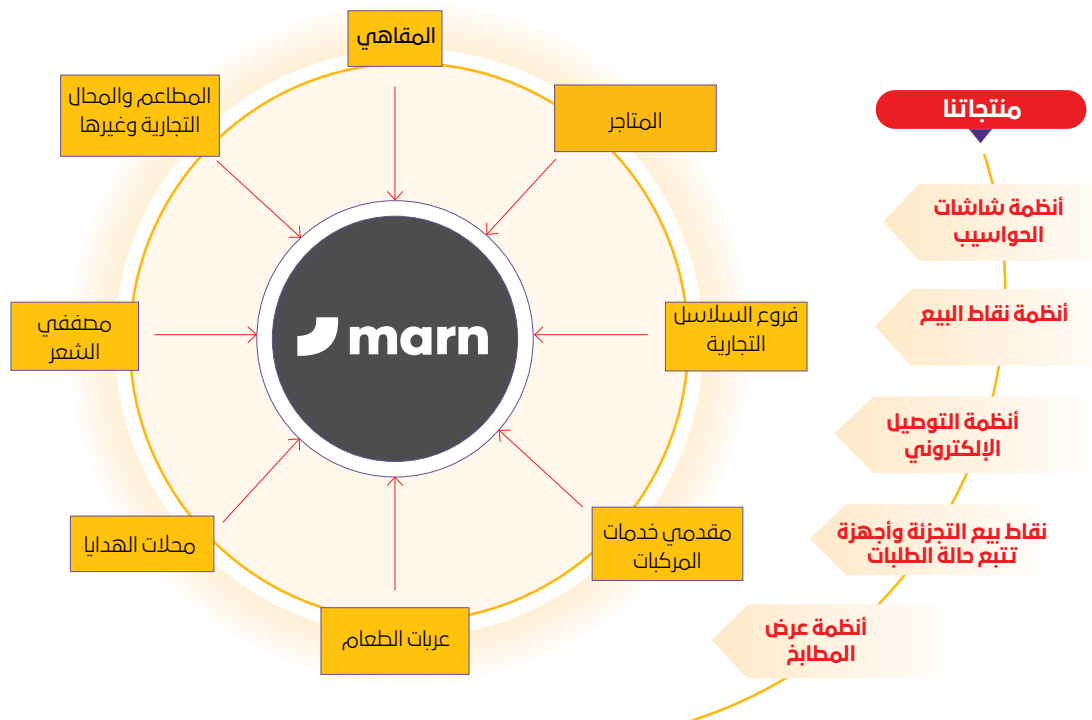 المقاهي
المتاجر
المطاعم والمحال
التجارية وغيرها
فروع السلاسل
التجارية
marn
مصففي
الشعر
مقدمي خدمات
المركبات
محلات الهدايا
عربات الطعام
منتجاتنا
أنظمة شاشات
الحواسيب
أنظمة نقاط البيع
أنظمة التوصيل
الإلكتروني
نقاط بيع التجزئة وأجهزة
تتبع حالة الطلبات
أنظمة عرض
المطابخ